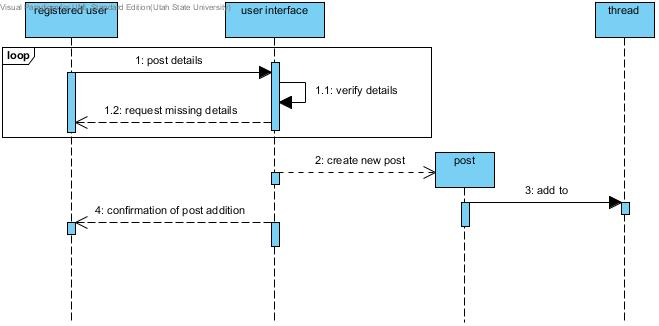 Visual Paradigm for UML Standard Edition(Utah State University)
registered user
user interface
thread
loop
1: post details
1.1: verify details
1.2: request missing details
2: create new post
post
3: add to
4: confirmation of post addition